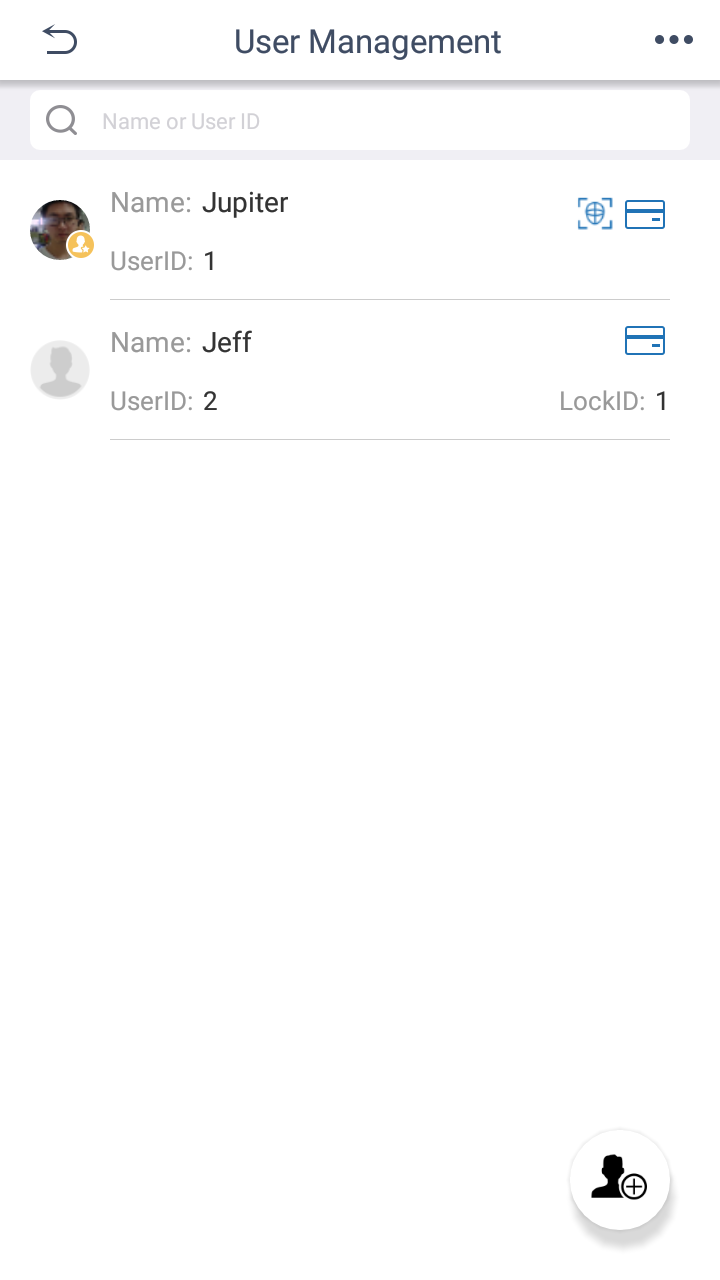 User Management
Name or User ID
Name: Jupiter
UserID: 1
Name: Jeff
UserID: 2 LockID: 1